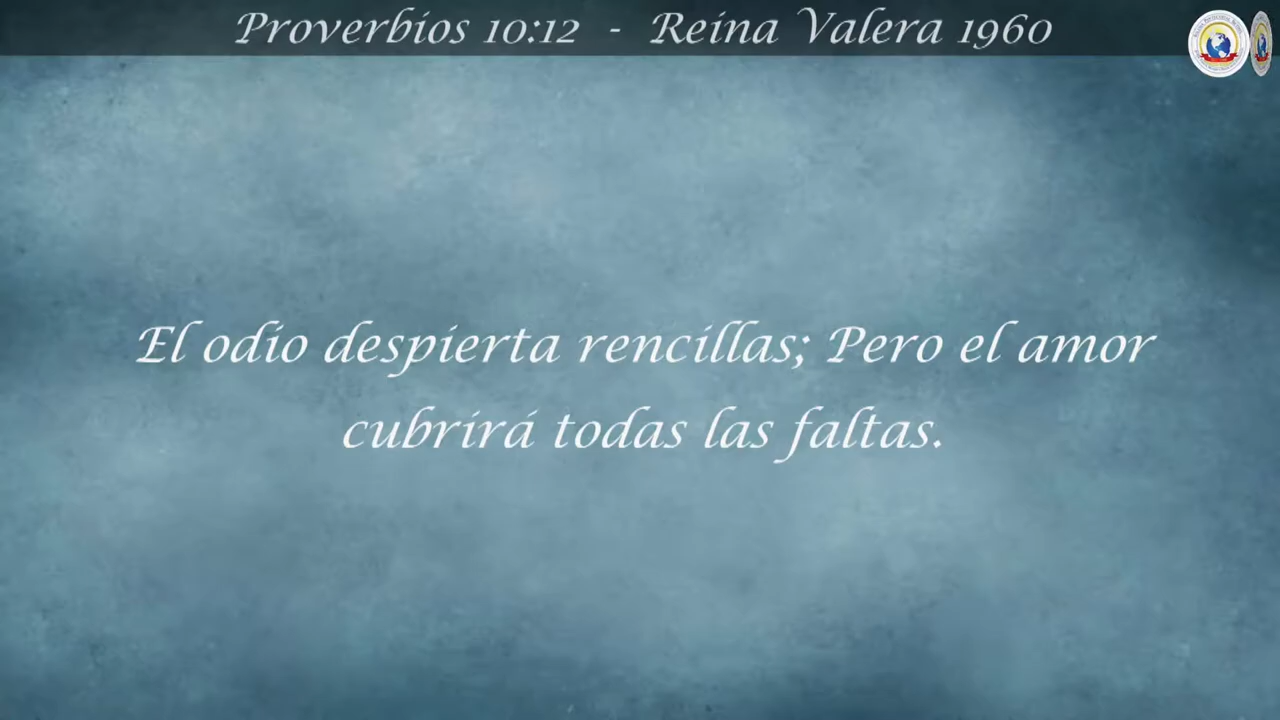 Proverbios 10:12 - Reina Valera 1960
El odio despierta rencillas; Pero el amor
cubrirá todas las faltas.